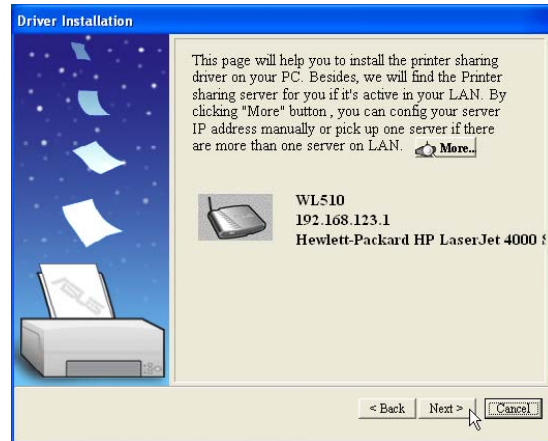 Driver Installation
This page will help you to install the printer sharing
driver on your PC. Besides, we will find the Printer
sharing server for you if it's active in your LAN. By
clicking "More" button , you can config your server
IP address manually or pick up one server if there
are more than one server on LAN. More..
WL510
192.168.123.1
Hewlett-Packard HP LaserJet 4000 S
ASUS
< Back Next > Cancel